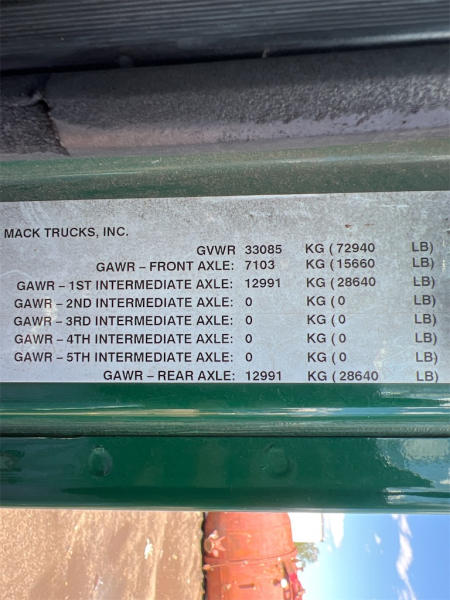 MACK TRUCKS, INC.
GVWR 33085 KG ( 72940 LB)
GAWR – FRONT AXLE: 7103 KG ( 15660 LB)
GAWR – 1ST INTERMEDIATE AXLE: 12991 KG ( 28640 LB)
GAWR – 2ND INTERMEDIATE AXLE: 0 KG ( 0 LB)
GAWR – 3RD INTERMEDIATE AXLE: 0 KG ( 0 LB)
GAWR – 4TH INTERMEDIATE AXLE: 0 KG ( 0 LB)
GAWR – 5TH INTERMEDIATE AXLE: 0 KG ( 0 LB)
GAWR – REAR AXLE: 12991 KG ( 28640 LB)